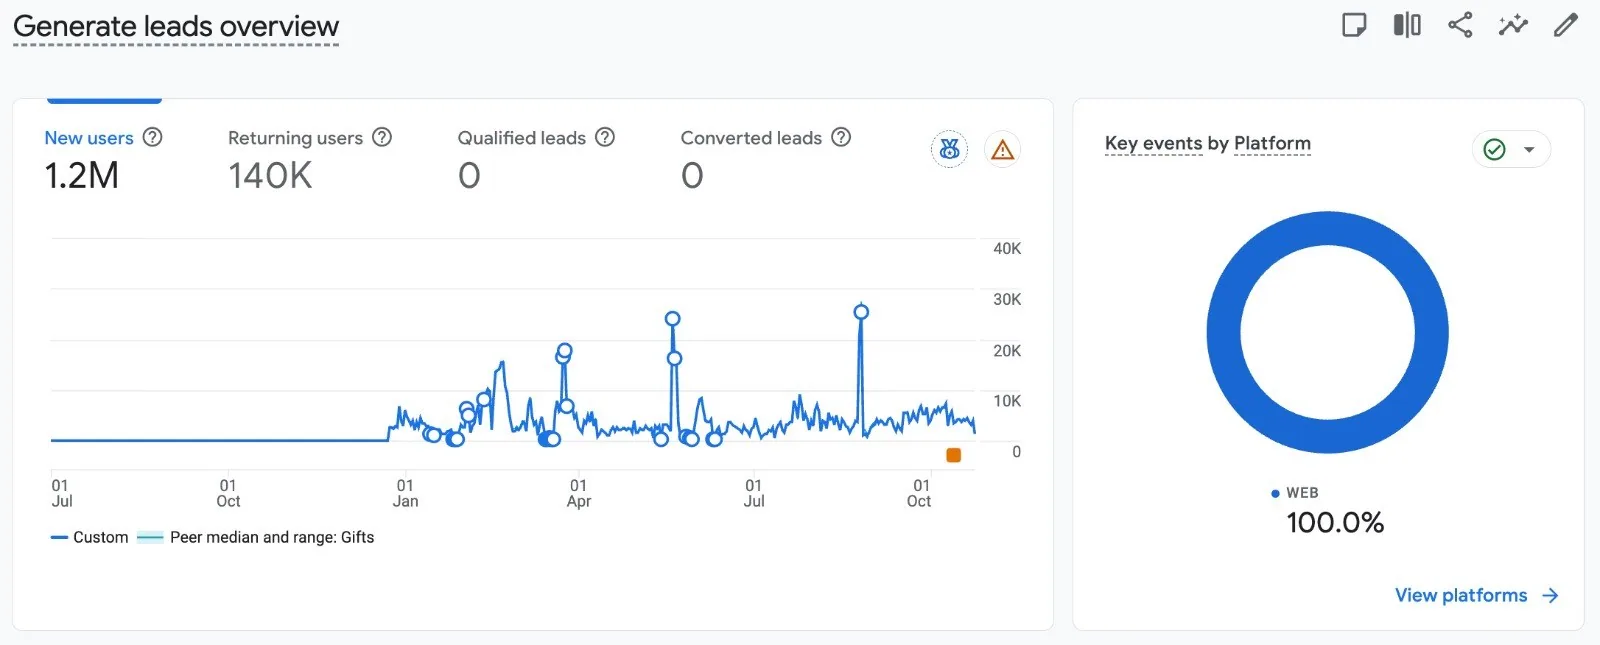 Generate leads overview
New users
1.2M
Returning users
140K
Qualified leads
0
Converted leads
0
40K
30K
20K
10K
0
01 Jul
01 Oct
01 Jan
01 Apr
01 Jul
01 Oct
Custom
Peer median and range: Gifts
Key events by Platform
WEB
100.0%
View platforms